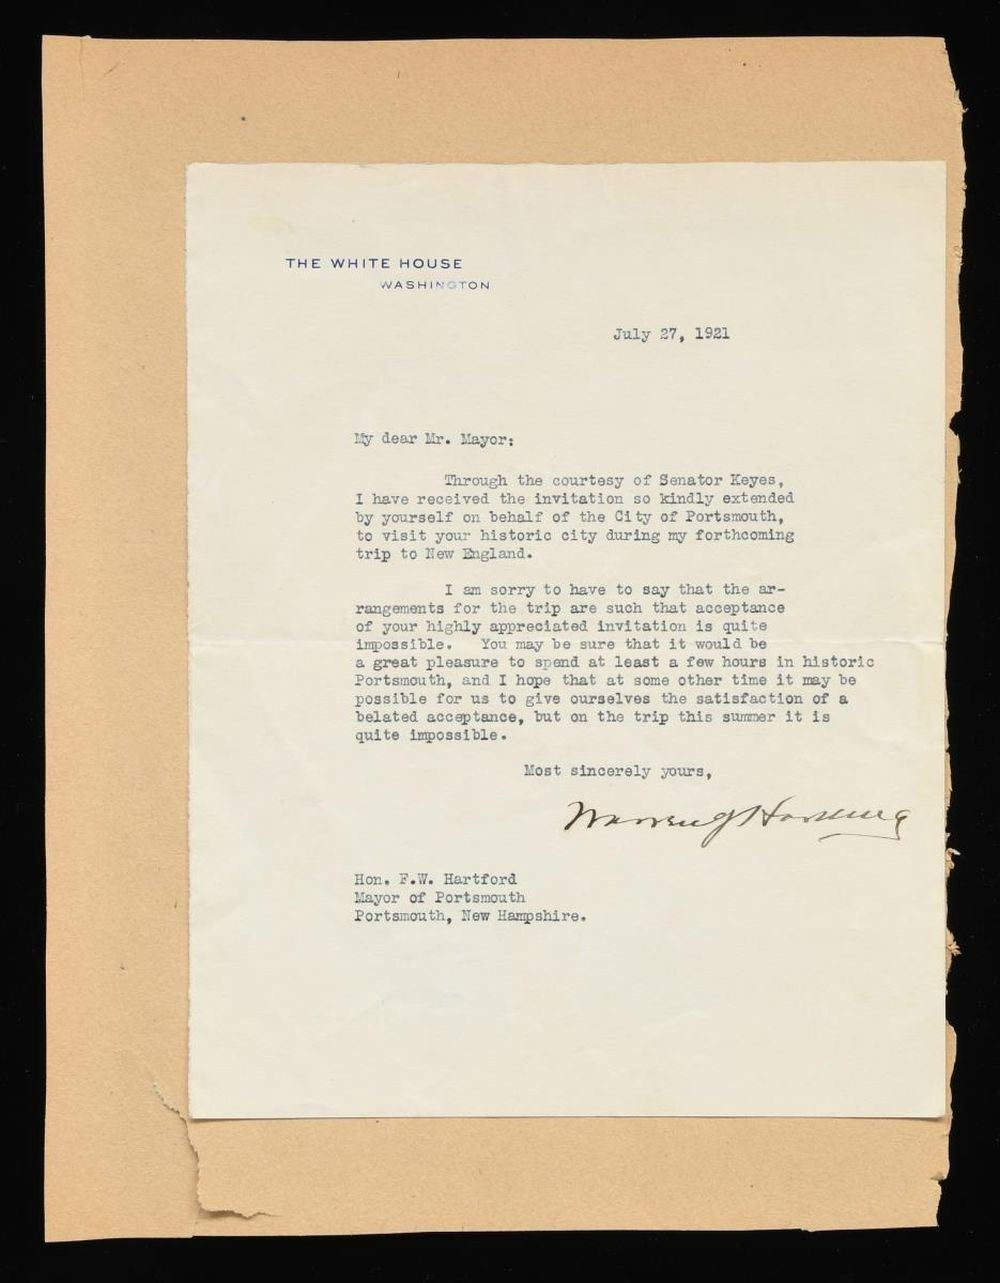 THE WHITE HOUSE
WASHINGTON
July 27, 1921
My dear Mr. Mayor:
Through the courtesy of Senator Keyes,
I have received the invitation so kindly extended
by yourself on behalf of the City of Portsmouth,
to visit your historic city during my forthcoming
trip to New England.
I am sorry to have to say that the ar-
rangements for the trip are such that acceptance
of your highly appreciated invitation is quite
impossible. You may be sure that it would be
a great pleasure to spend at least a few hours in historic
Portsmouth, and I hope that at some other time it may be
possible for us to give ourselves the satisfaction of a
belated acceptance, but on the trip this summer it is
quite impossible.
Most sincerely yours,
Warren G Harding
Hon. F.W. Hartford
Mayor of Portsmouth
Portsmouth, New Hampshire.